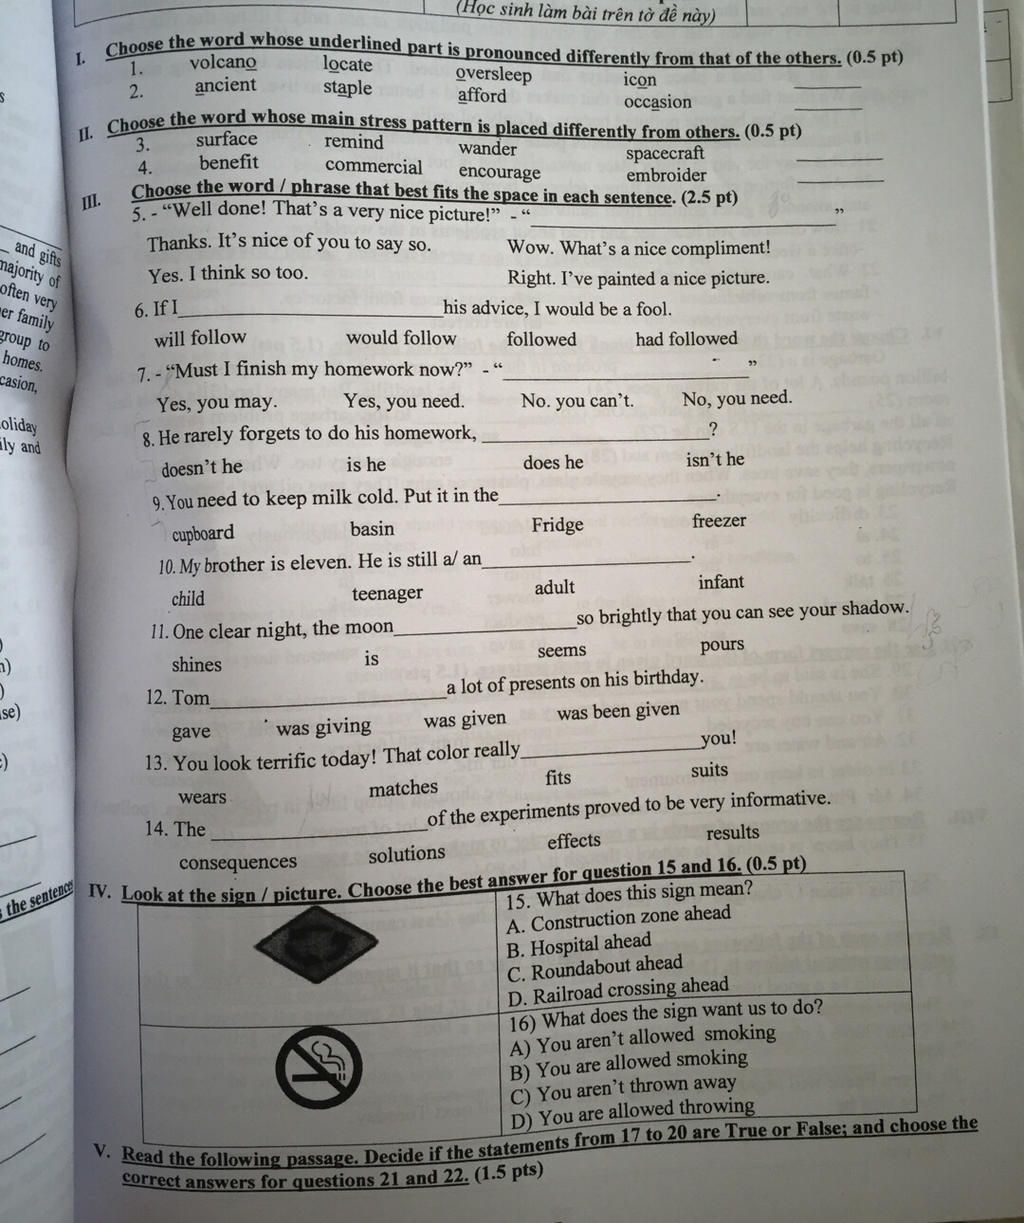 (Học sinh làm bài trên tờ đề này)
I. Choose the word whose underlined part is pronounced differently from that of the others. (0.5 pt)
1. volcano locate oversleep icon
2. ancient staple afford occasion
II. Choose the word whose main stress pattern is placed differently from others. (0.5 pt)
3. surface remind wander spacecraft
4. benefit commercial encourage embroider
III. Choose the word / phrase that best fits the space in each sentence. (2.5 pt)
5. - “Well done! That’s a very nice picture!” - “ ”
Thanks. It’s nice of you to say so. Wow. What’s a nice compliment!
Yes. I think so too. Right. I’ve painted a nice picture.
6. If I his advice, I would be a fool.
will follow would follow followed had followed
7. - “Must I finish my homework now?” - “ ”
Yes, you may. Yes, you need. No. you can’t. No, you need.
8. He rarely forgets to do his homework, ?
doesn’t he is he does he isn’t he
9. You need to keep milk cold. Put it in the .
cupboard basin Fridge freezer
10. My brother is eleven. He is still a/ an .
child teenager adult infant
11. One clear night, the moon so brightly that you can see your shadow.
shines is seems pours
12. Tom a lot of presents on his birthday.
gave was giving was given was been given
13. You look terrific today! That color really you!
wears matches fits suits
14. The of the experiments proved to be very informative.
consequences solutions effects results
IV. Look at the sign / picture. Choose the best answer for question 15 and 16. (0.5 pt)
15. What does this sign mean?
A. Construction zone ahead
B. Hospital ahead
C. Roundabout ahead
D. Railroad crossing ahead
16) What does the sign want us to do?
A) You aren’t allowed smoking
B) You are allowed smoking
C) You aren’t thrown away
D) You are allowed throwing
V. Read the following passage. Decide if the statements from 17 to 20 are True or False; and choose the
correct answers for questions 21 and 22. (1.5 pts)
and gifts
majority of
often very
er family
group to
homes.
casion,
oliday
ily and
the sentence